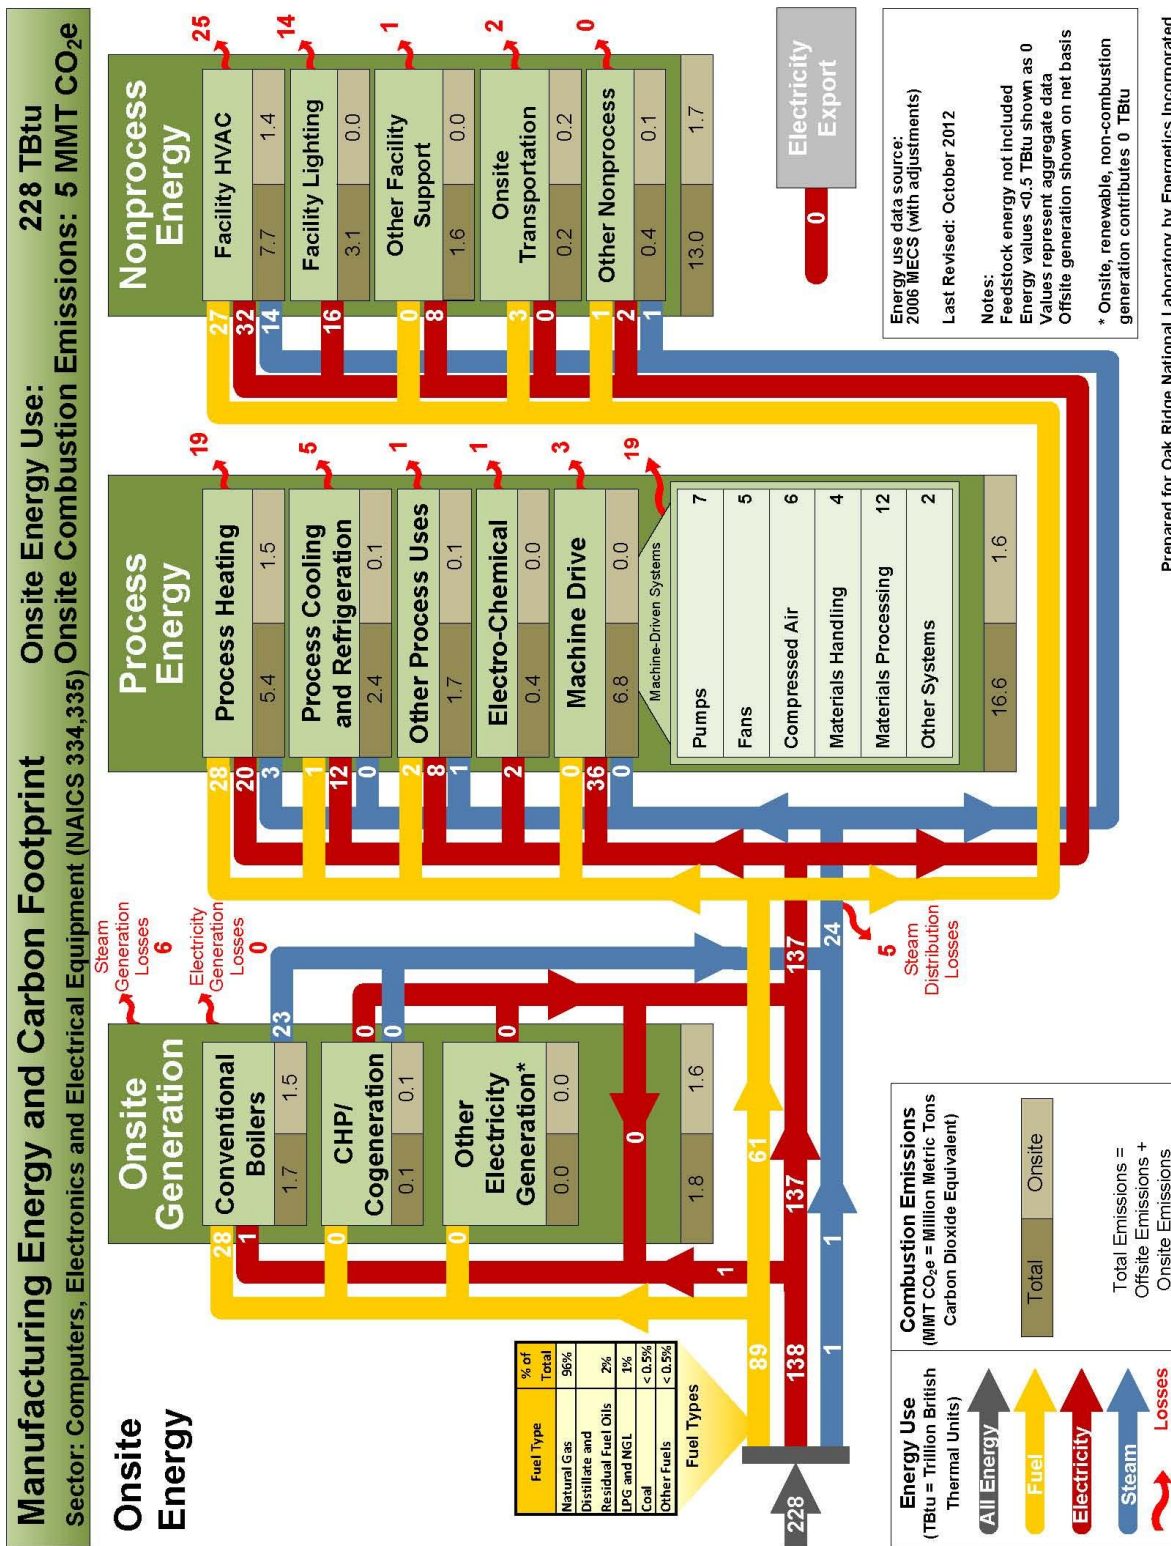 Manufacturing Energy and Carbon Footprint
Onsite Energy Use: 228 TBtu
Sector: Computers, Electronics and Electrical Equipment (NAICS 334,335)
Onsite Combustion Emissions: 5 MMT CO₂e
Onsite
Energy
Fuel Type
% of
Total
Natural Gas 96%
Distillate and
Residual Fuel Oils 2%
LPG and NGL 1%
Coal < 0.5%
Other Fuels < 0.5%
Fuel Types
228
89
138
1
1
61
137
1
Onsite
Generation
Steam
Generation
Losses
6
Electricity
Generation
Losses
0
28
1
Conventional
Boilers
1.7 1.5
23
0
CHP/
Cogeneration
0.1 0.1
0
0
0
Other
Electricity
Generation*
0.0 0.0
0
1.8 1.6
0
137
24
5
Steam
Distribution
Losses
Process
Energy
28
20
3
Process Heating
5.4 1.5
19
1
12
0
Process Cooling
and Refrigeration
2.4 0.1
5
2
8
1
Other Process Uses
1.7 0.1
1
2
Electro-Chemical
0.4 0.0
1
0
36
0
Machine Drive
6.8 0.0
3
Machine-Driven Systems
19
Pumps 7
Fans 5
Compressed Air 6
Materials Handling 4
Materials Processing 12
Other Systems 2
16.6 1.6
Nonprocess
Energy
27
32
14
Facility HVAC
7.7 1.4
25
16
Facility Lighting
3.1 0.0
14
0
8
Other Facility
Support
1.6 0.0
1
3
0
Onsite
Transportation
0.2 0.2
2
1
2
1
Other Nonprocess
0.4 0.1
0
13.0 1.7
0
Electricity
Export
Energy Use
(TBtu = Trillion British
Thermal Units)
All Energy
Fuel
Electricity
Steam
Losses
Combustion Emissions
(MMT CO₂e = Million Metric Tons
Carbon Dioxide Equivalent)
Total Onsite
Total Emissions =
Offsite Emissions +
Onsite Emissions
Energy use data source:
2006 MECS (with adjustments)
Last Revised: October 2012
Notes:
Feedstock energy not included
Energy values <0.5 TBtu shown as 0
Values represent aggregate data
Offsite generation shown on net basis
* Onsite, renewable, non-combustion
generation contributes 0 TBtu
Prepared for Oak Ridge National Laboratory by Energetics Incorporated